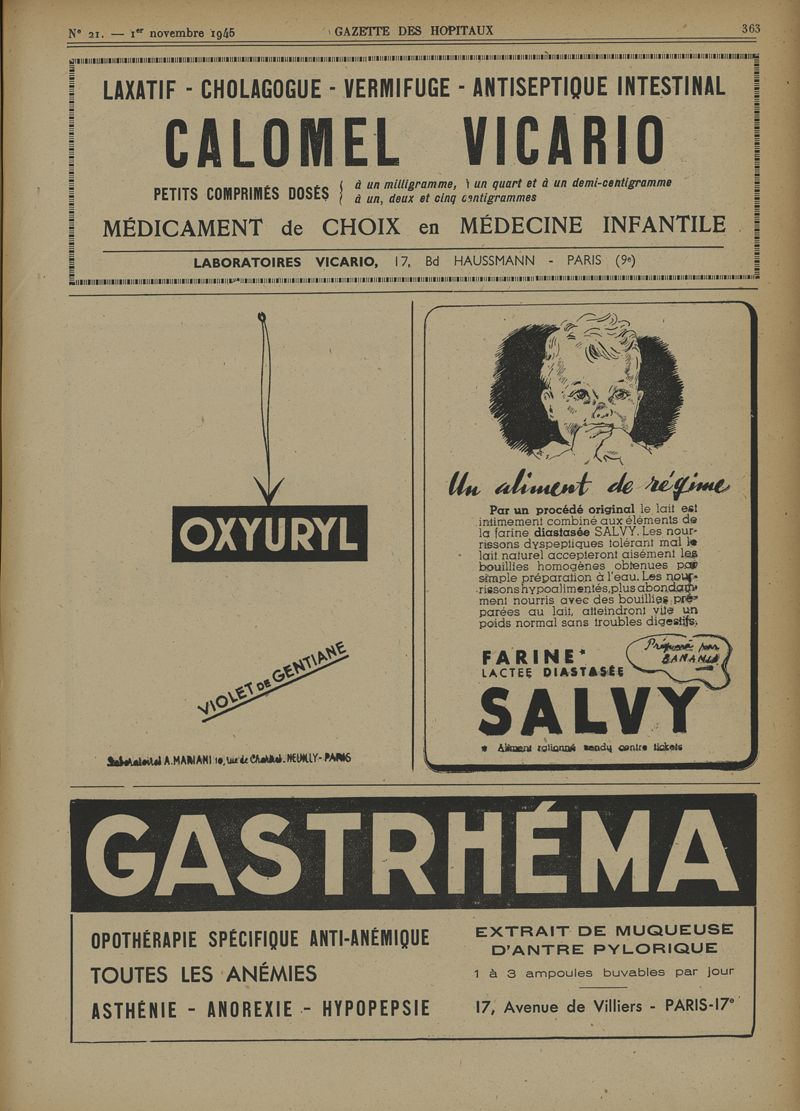 N° 21. — 1er novembre 1945
GAZETTE DES HOPITAUX
363
LAXATIF - CHOLAGOGUE - VERMIFUGE - ANTISEPTIQUE INTESTINAL
CALOMEL VICARIO
PETITS COMPRIMÉS DOSÉS
à un milligramme, à un quart et à un demi-centigramme
à un, deux et cinq centigrammes
MÉDICAMENT de CHOIX en MÉDECINE INFANTILE
LABORATOIRES VICARIO, 17, Bd HAUSSMANN - PARIS (9e)
OXYURYL
VIOLET DE GENTIANE
Laboratoires A. MARIANI 10, rue de Chartres. NEUILLY-PARIS
Un aliment de régime
Par un procédé original le lait est
intimement combiné aux éléments de
la farine diastasée SALVY. Les nour-
rissons dyspeptiques tolérant mal le
lait naturel accepteront aisément les
bouillies homogènes obtenues par
simple préparation à l'eau. Les nour-
rissons hypoalimentés, plus abondam-
ment nourris avec des bouillies pré-
parées au lait, atteindront vite un
poids normal sans troubles digestifs.
Préparée par
BANANIA
FARINE*
LACTÉE DIASTASÉE
SALVY
* Aliment rationné vendu contre tickets
GASTRHÉMA
OPOTHÉRAPIE SPÉCIFIQUE ANTI-ANÉMIQUE
TOUTES LES ANÉMIES
ASTHÉNIE - ANOREXIE - HYPOPEPSIE
EXTRAIT DE MUQUEUSE
D'ANTRE PYLORIQUE
1 à 3 ampoules buvables par jour
17, Avenue de Villiers - PARIS-17e